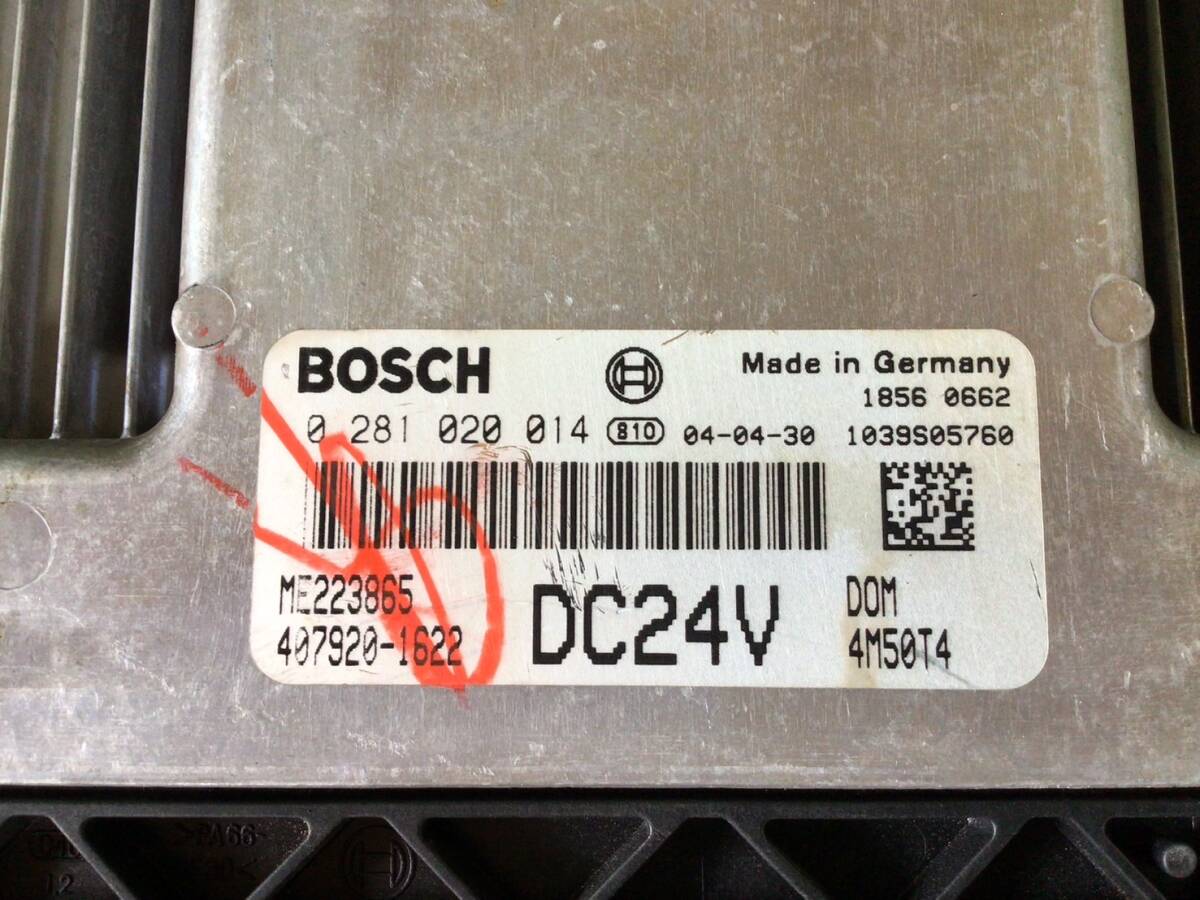 BOSCH
Made in Germany
1856 0662
0 281 020 014 810 04-04-30 1039S05760
ME223865
407920-1622
DC24V
DOM
4M50T4
>PA66-